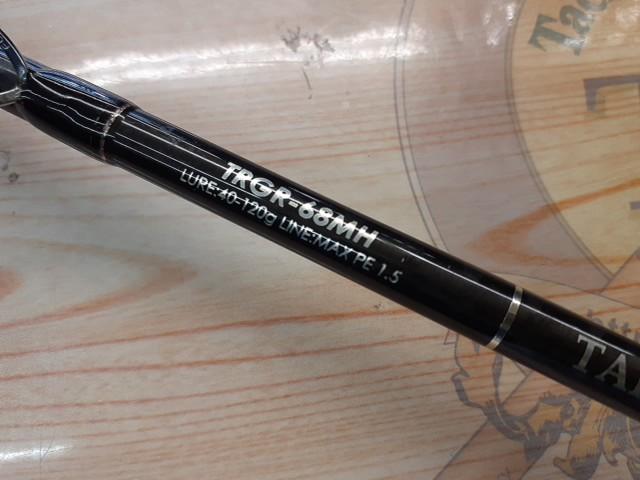 TRGR-68MH
LURE:40-120g LINE:MAX PE 1.5